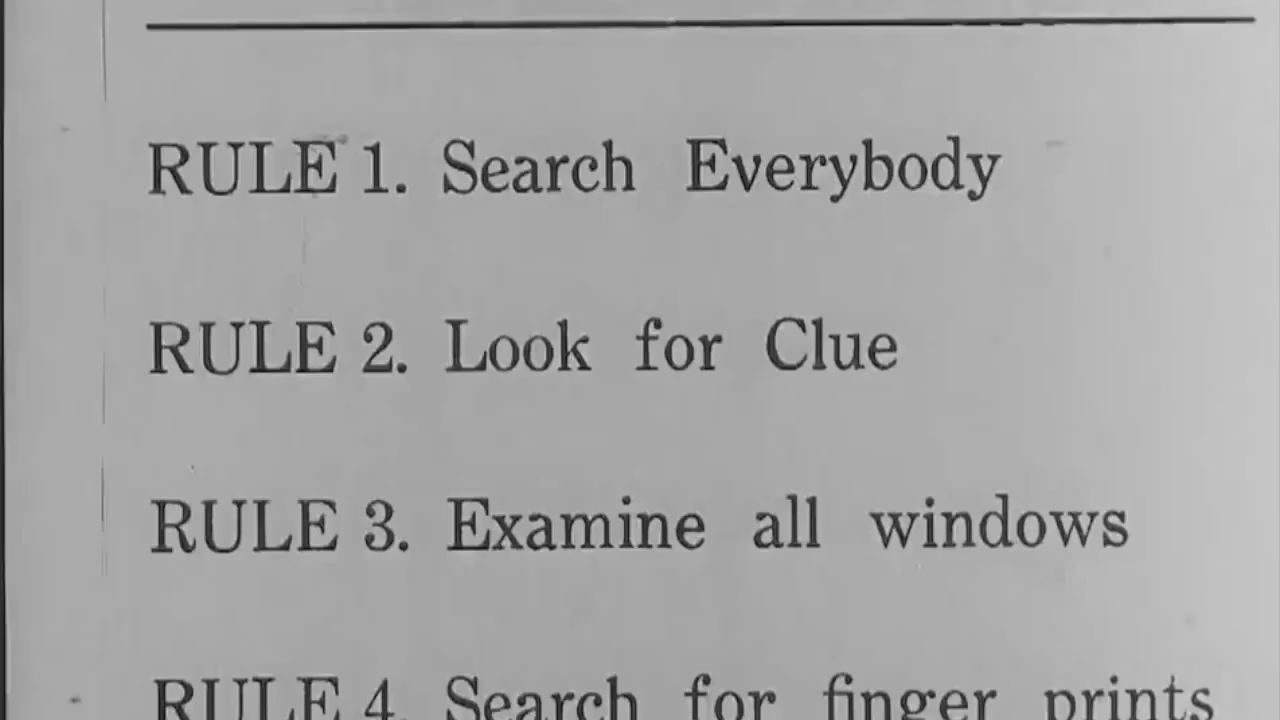 RULE 1. Search Everybody
RULE 2. Look for Clue
RULE 3. Examine all windows
RULE 4. Search for finger prints